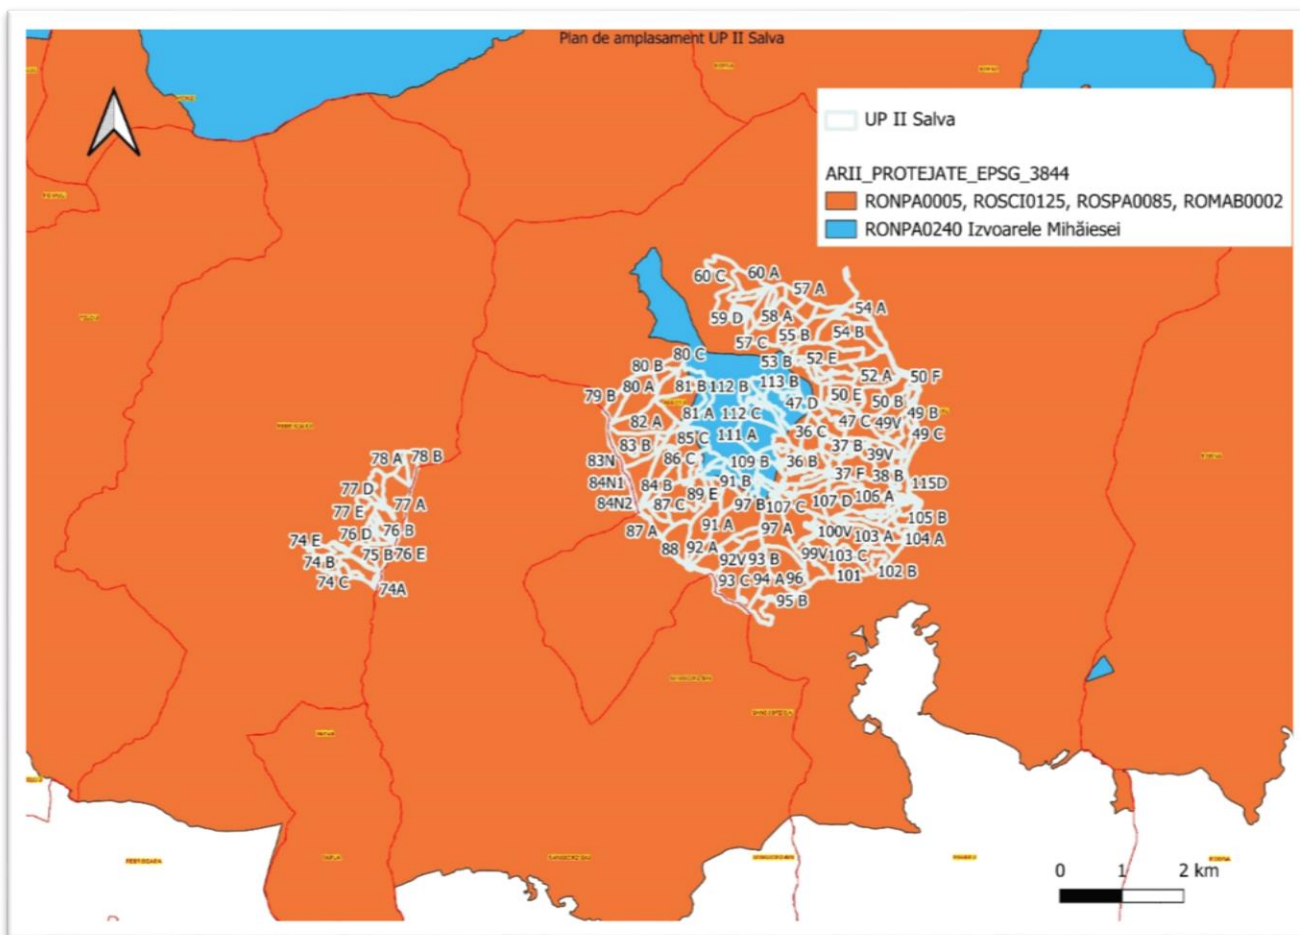 Plan de amplasament UP II Salva
UP II Salva
ARII_PROTEJATE_EPSG_3844
RONPA0005, ROSCI0125, ROSPA0085, ROMAB0002
RONPA0240 Izvoarele Mihăiesei
60 C
60 A
57 A
54 A
59 D
58 A
55 B
54 B
57 C
80 C
53 B
52 E
80 B
52 A
50 F
80 A
81 B
112 B
113 B
79 B
50 E
50 B
47 D
81 A
112 C
49 B
82 A
47 C
49V
111 A
36 C
49 C
85 C
83 B
37 B
39V
78 A
78 B
83N
86 C
109 B
36 B
37 F
38 B
84N1
84 B
91 B
115D
77 D
89 E
106 A
84N2
87 C
97 B
107 C
107 D
77 A
77 E
105 B
87 A
91 A
97 A
100V
103 A
104 A
76 D
76 B
74 E
88
92 A
75 B
76 E
99V
103 C
74 B
92V
93 B
102 B
74 C
74A
93 C
94 A
96
101
95 B
0
1
2 km